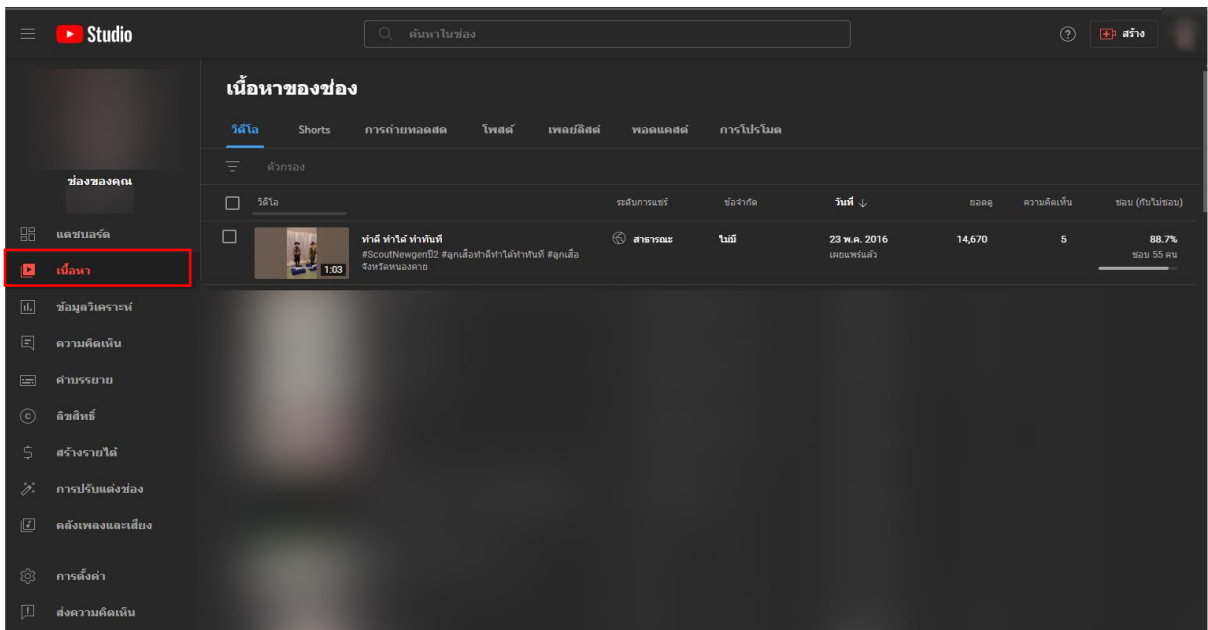 Studio
ค้นหาในช่อง
สร้าง
ช่องของคุณ
แดชบอร์ด
เนื้อหา
ข้อมูลวิเคราะห์
ความคิดเห็น
คำบรรยาย
ลิขสิทธิ์
สร้างรายได้
การปรับแต่งช่อง
คลังเพลงและเสียง
การตั้งค่า
ส่งความคิดเห็น
เนื้อหาของช่อง
วิดีโอ Shorts การถ่ายทอดสด โพสต์ เพลย์ลิสต์ พอดแคสต์ การโปรโมต
ตัวกรอง
วิดีโอ ระดับการแชร์ ข้อจำกัด วันที่ ↓ ยอดดู ความคิดเห็น ชอบ (กับไม่ชอบ)
1:03 ทำดี ทำได้ ทำทันที สาธารณะ ไม่มี 23 พ.ค. 2016 14,670 5 88.7%
#ScoutNewgenปี2 #ลูกเสือทำดีทำได้ทำทันที #ลูกเสือ เผยแพร่แล้ว ชอบ 55 คน
จังหวัดหนองคาย